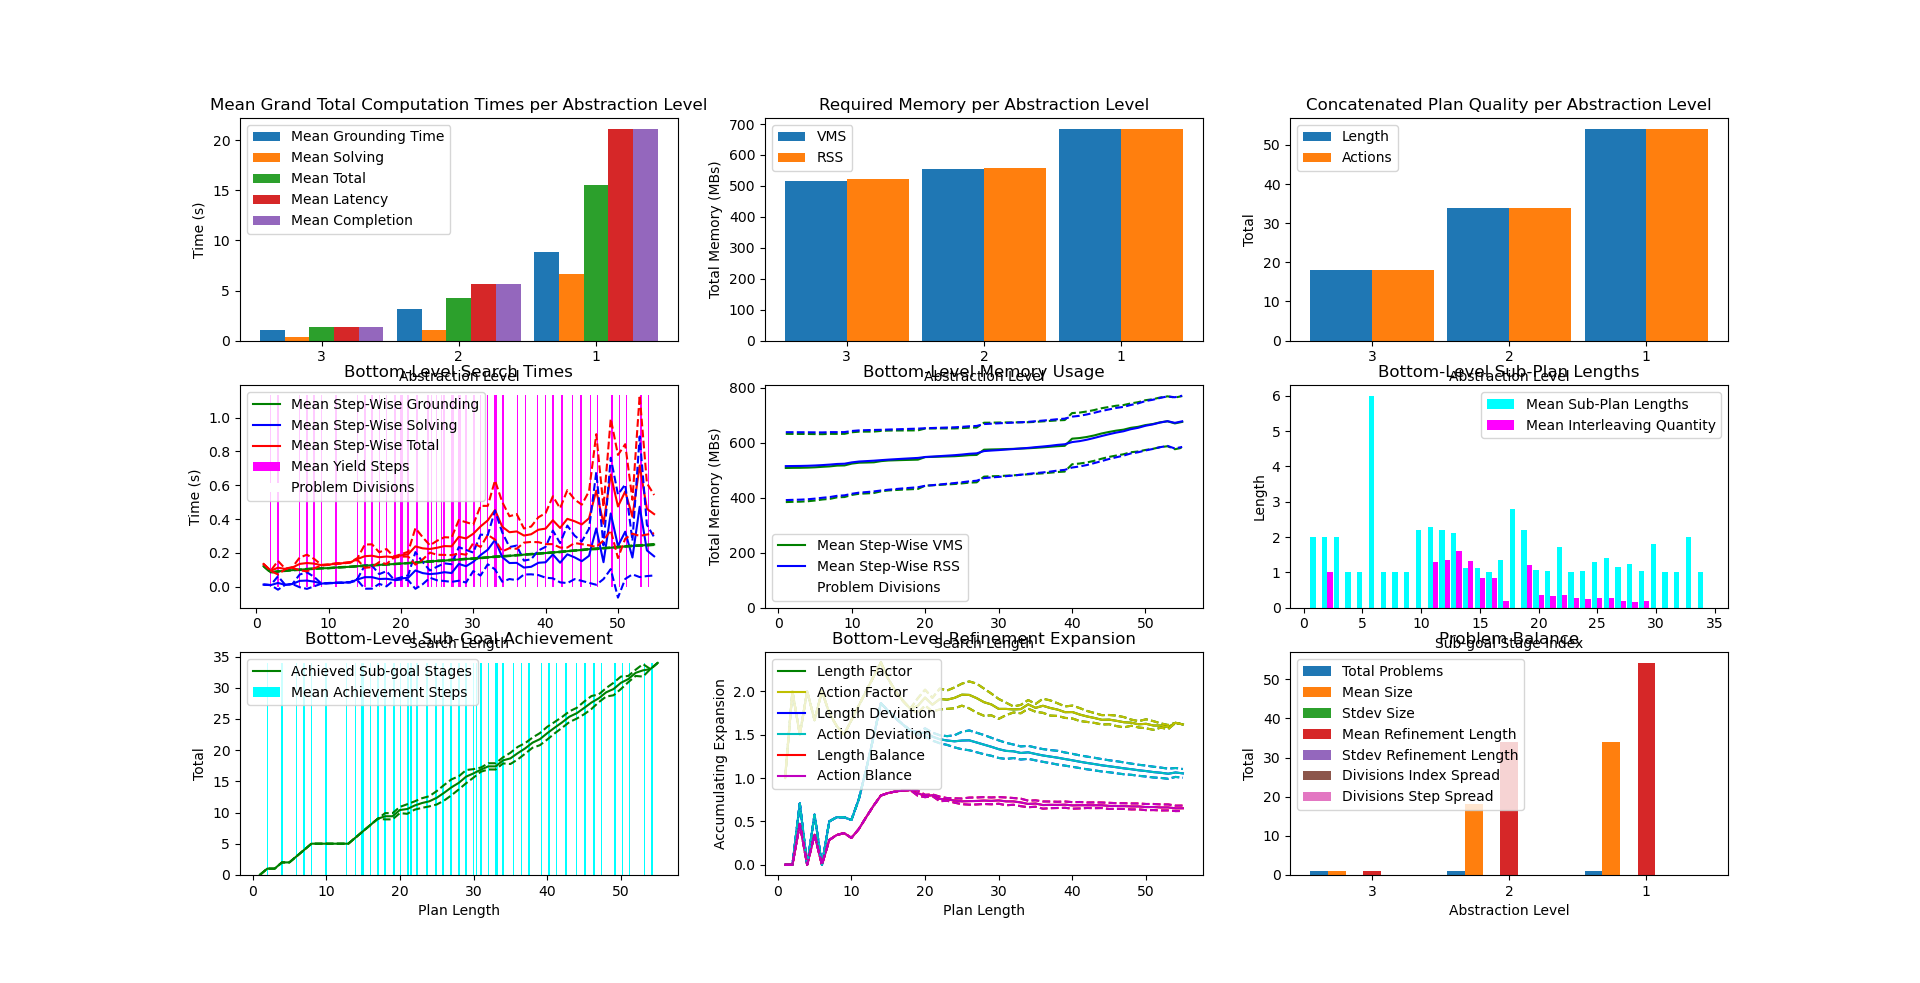 Mean Grand Total Computation Times per Abstraction Level
Time (s)
20
15
10
5
0
Mean Grounding Time
Mean Solving
Mean Total
Mean Latency
Mean Completion
3 2 1
Abstraction Level
Required Memory per Abstraction Level
Total Memory (MBs)
700
600
500
400
300
200
100
0
VMS
RSS
3 2 1
Abstraction Level
Concatenated Plan Quality per Abstraction Level
Total
50
40
30
20
10
0
Length
Actions
3 2 1
Abstraction Level
Bottom-Level Search Times
Time (s)
1.0
0.8
0.6
0.4
0.2
0.0
Mean Step-Wise Grounding
Mean Step-Wise Solving
Mean Step-Wise Total
Mean Yield Steps
Problem Divisions
0 10 20 30 40 50
Search Length
Bottom-Level Memory Usage
Total Memory (MBs)
800
600
400
200
0
Mean Step-Wise VMS
Mean Step-Wise RSS
Problem Divisions
0 10 20 30 40 50
Search Length
Bottom-Level Sub-Plan Lengths
Length
6
5
4
3
2
1
0
Mean Sub-Plan Lengths
Mean Interleaving Quantity
0 5 10 15 20 25 30 35
Sub-goal Stage Index
Bottom-Level Sub-Goal Achievement
Total
35
30
25
20
15
10
5
0
Achieved Sub-goal Stages
Mean Achievement Steps
0 10 20 30 40 50
Plan Length
Bottom-Level Refinement Expansion
Accumulating Expansion
2.0
1.5
1.0
0.5
0.0
Length Factor
Action Factor
Length Deviation
Action Deviation
Length Balance
Action Blance
0 10 20 30 40 50
Plan Length
Problem Balance
Total
50
40
30
20
10
0
Total Problems
Mean Size
Stdev Size
Mean Refinement Length
Stdev Refinement Length
Divisions Index Spread
Divisions Step Spread
3 2 1
Abstraction Level